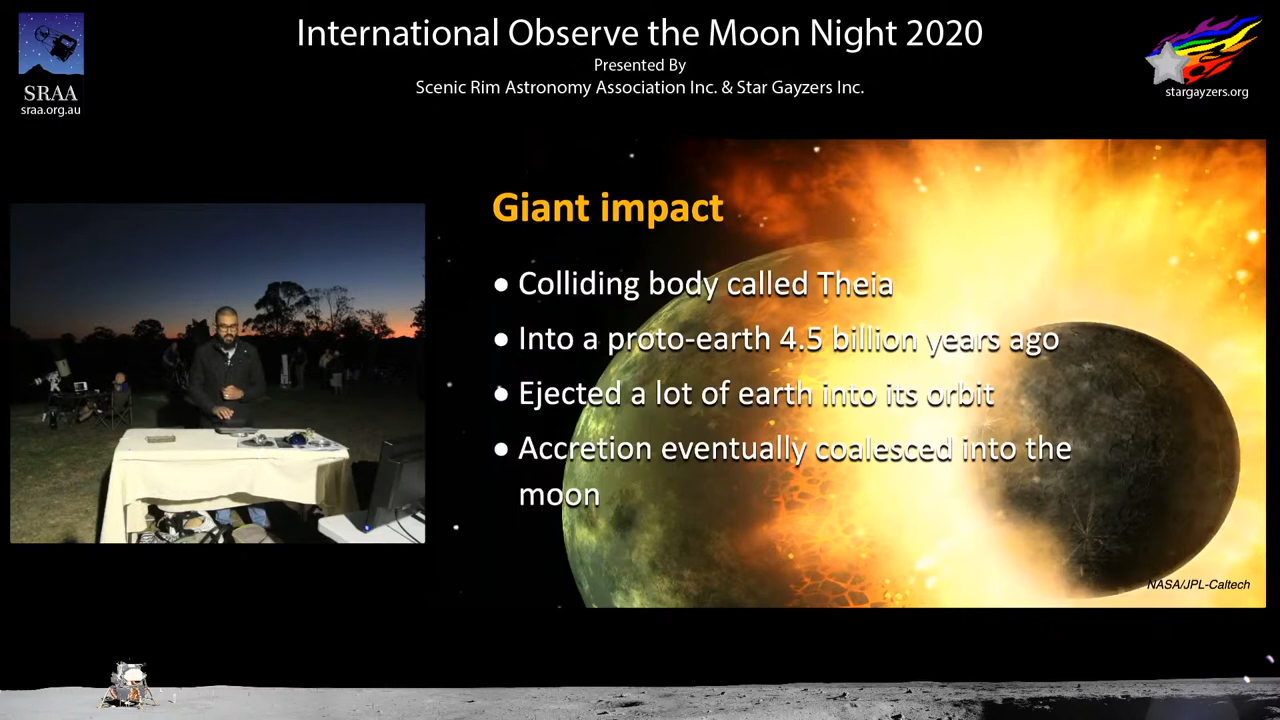 International Observe the Moon Night 2020
Presented By
Scenic Rim Astronomy Association Inc. & Star Gayzers Inc.
SRAA
sraa.org.au
stargayzers.org
Giant impact
● Colliding body called Theia
● Into a proto-earth 4.5 billion years ago
● Ejected a lot of earth into its orbit
● Accretion eventually coalesced into the
moon
NASA/JPL-Caltech